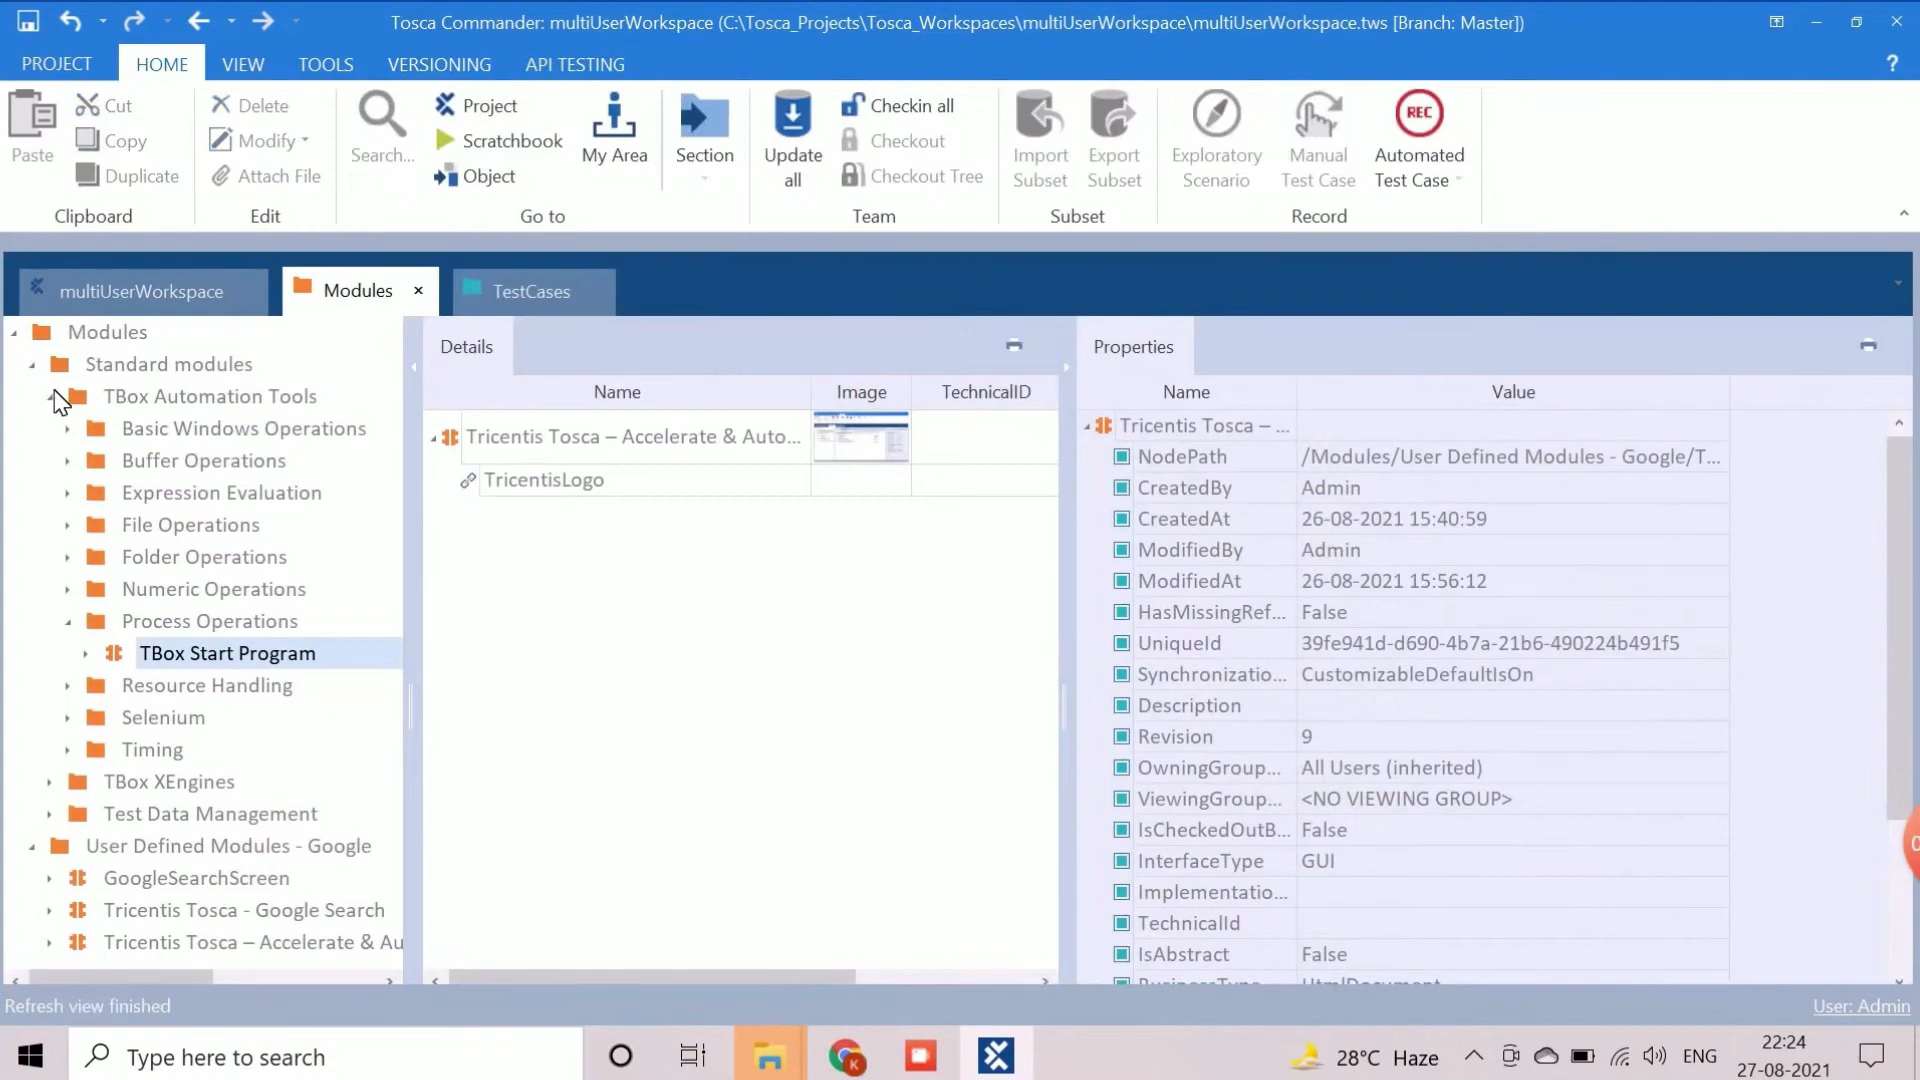 Tosca Commander: multiUserWorkspace (C:\Tosca_Projects\Tosca_Workspaces\multiUserWorkspace\multiUserWorkspace.tws [Branch: Master])
PROJECT HOME VIEW TOOLS VERSIONING API TESTING ?
Paste
Cut
Copy
Duplicate
Clipboard
Delete
Modify
Attach File
Edit
Search...
Project
Scratchbook
Object
My Area
Section
Go to
Update all
Checkin all
Checkout
Checkout Tree
Team
Import Subset
Export Subset
Subset
Exploratory Scenario
Manual Test Case
REC
Automated Test Case
Record
multiUserWorkspace
Modules ×
TestCases
Modules
Standard modules
TBox Automation Tools
Basic Windows Operations
Buffer Operations
Expression Evaluation
File Operations
Folder Operations
Numeric Operations
Process Operations
TBox Start Program
Resource Handling
Selenium
Timing
TBox XEngines
Test Data Management
User Defined Modules - Google
GoogleSearchScreen
Tricentis Tosca - Google Search
Tricentis Tosca – Accelerate & Au
Details
Name Image TechnicalID
Tricentis Tosca – Accelerate & Auto...
TricentisLogo
Properties
Name Value
Tricentis Tosca – ...
NodePath /Modules/User Defined Modules - Google/T...
CreatedBy Admin
CreatedAt 26-08-2021 15:40:59
ModifiedBy Admin
ModifiedAt 26-08-2021 15:56:12
HasMissingRef... False
UniqueId 39fe941d-d690-4b7a-21b6-490224b491f5
Synchronizatio... CustomizableDefaultIsOn
Description
Revision 9
OwningGroup... All Users (inherited)
ViewingGroup... <NO VIEWING GROUP>
IsCheckedOutB... False
InterfaceType GUI
Implementatio...
TechnicalId
IsAbstract False
BusinessType HtmlDocument
Refresh view finished
User: Admin
Type here to search
K
28°C Haze
ENG
22:24
27-08-2021